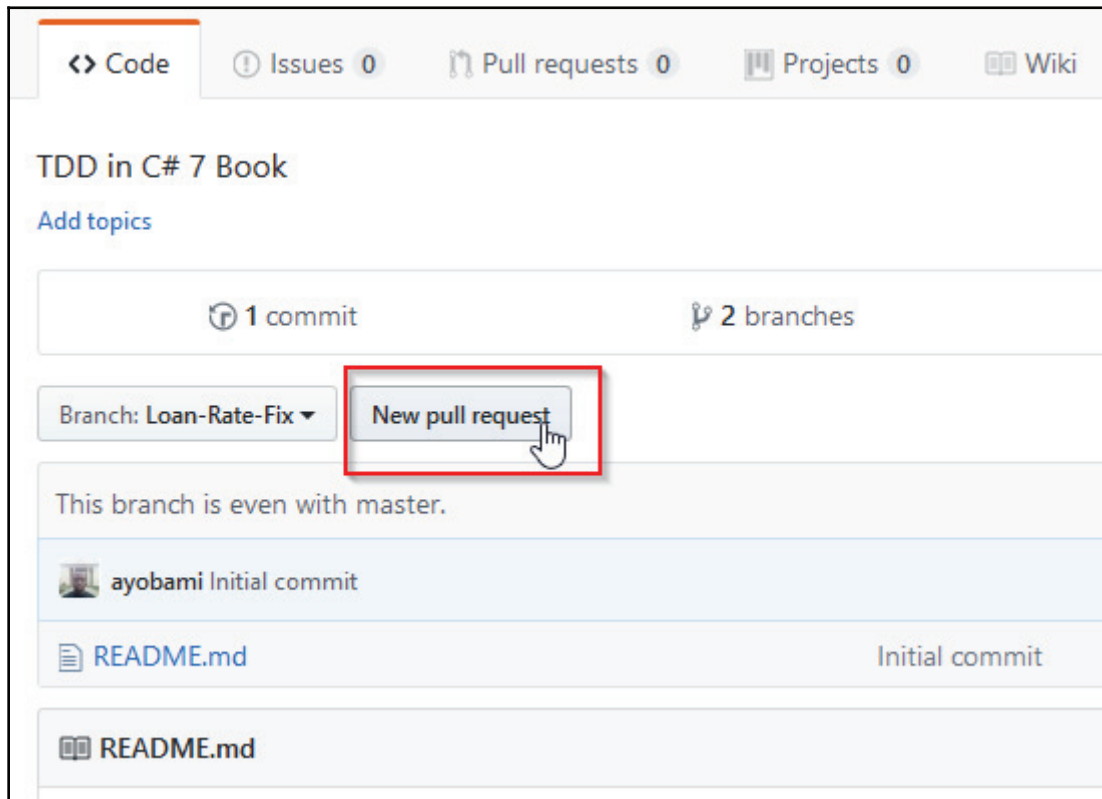 <> Code Issues 0 Pull requests 0 Projects 0 Wiki
TDD in C# 7 Book
Add topics
1 commit 2 branches
Branch: Loan-Rate-Fix New pull request
This branch is even with master.
ayobami Initial commit
README.md Initial commit
README.md